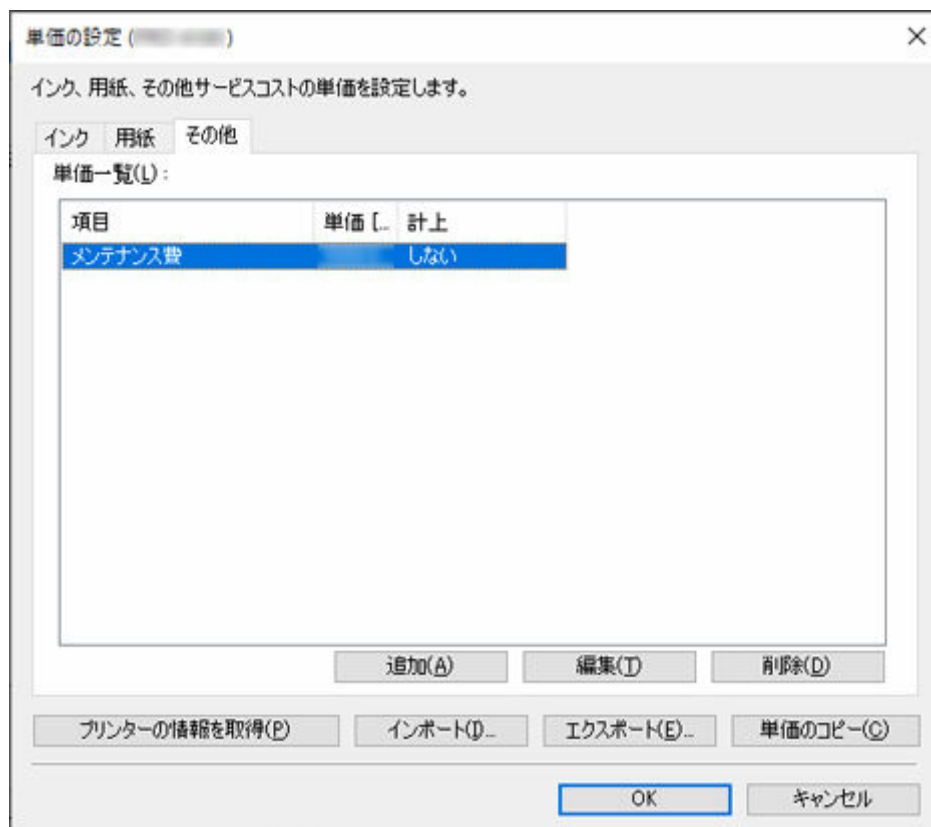 単価の設定 ( )
インク、用紙、その他サービスコストの単価を設定します。
インク 用紙 その他
単価一覧(L) :
項目 単価 [... 計上
メンテナンス費 しない
追加(A) 編集(T) 削除(D)
プリンターの情報を取得(P) インポート(I)... エクスポート(E)... 単価のコピー(C)
OK キャンセル